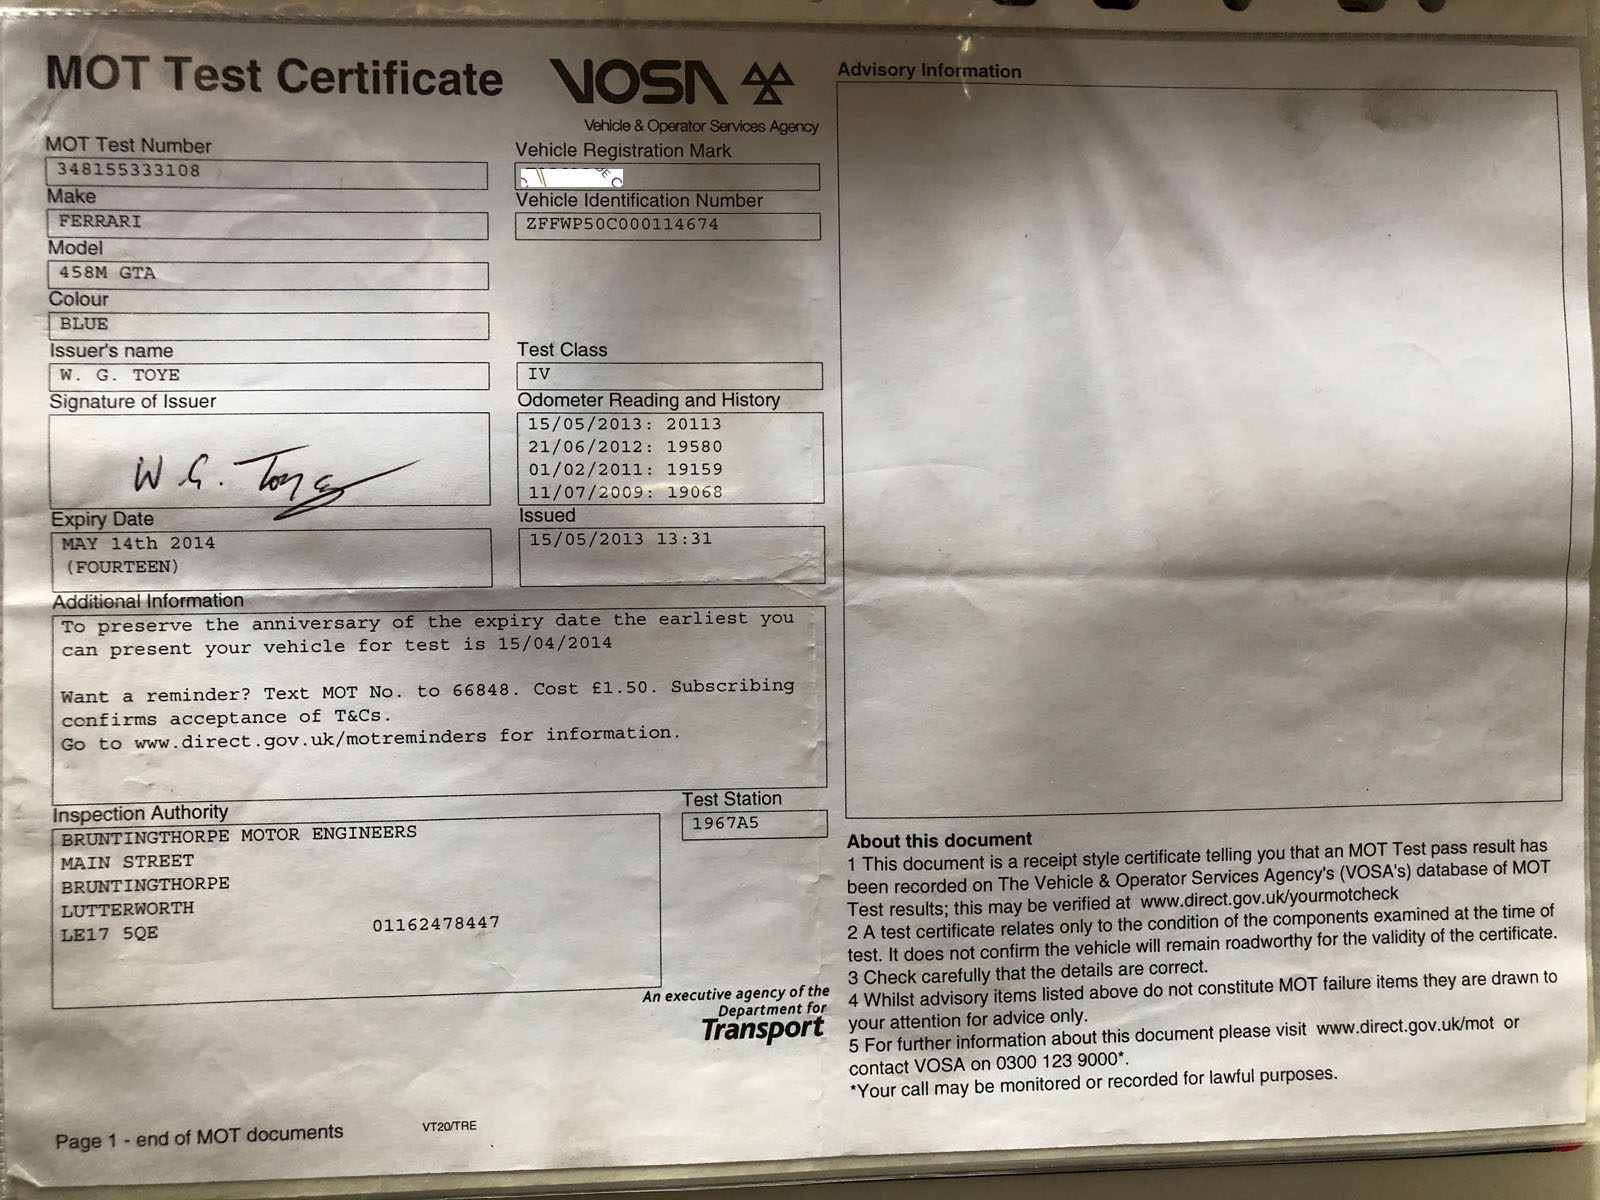 MOT Test Certificate
VOSA
Vehicle & Operator Services Agency
MOT Test Number
348155333108
Vehicle Registration Mark
Make
FERRARI
Vehicle Identification Number
ZFFWP50C000114674
Model
458M GTA
Colour
BLUE
Issuer's name
W. G. TOYE
Test Class
IV
Signature of Issuer
W G. Toye
Odometer Reading and History
15/05/2013: 20113
21/06/2012: 19580
01/02/2011: 19159
11/07/2009: 19068
Expiry Date
MAY 14th 2014
(FOURTEEN)
Issued
15/05/2013 13:31
Additional Information
To preserve the anniversary of the expiry date the earliest you
can present your vehicle for test is 15/04/2014
Want a reminder? Text MOT No. to 66848. Cost £1.50. Subscribing
confirms acceptance of T&Cs.
Go to www.direct.gov.uk/motreminders for information.
Inspection Authority
BRUNTINGTHORPE MOTOR ENGINEERS
MAIN STREET
BRUNTINGTHORPE
LUTTERWORTH
LE17 5QE
01162478447
Test Station
1967A5
An executive agency of the
Department for
Transport
Page 1 - end of MOT documents
VT20/TRE
Advisory Information
About this document
1 This document is a receipt style certificate telling you that an MOT Test pass result has
been recorded on The Vehicle & Operator Services Agency's (VOSA's) database of MOT
Test results; this may be verified at www.direct.gov.uk/yourmotcheck
2 A test certificate relates only to the condition of the components examined at the time of
test. It does not confirm the vehicle will remain roadworthy for the validity of the certificate.
3 Check carefully that the details are correct.
4 Whilst advisory items listed above do not constitute MOT failure items they are drawn to
your attention for advice only.
5 For further information about this document please visit www.direct.gov.uk/mot or
contact VOSA on 0300 123 9000*.
*Your call may be monitored or recorded for lawful purposes.